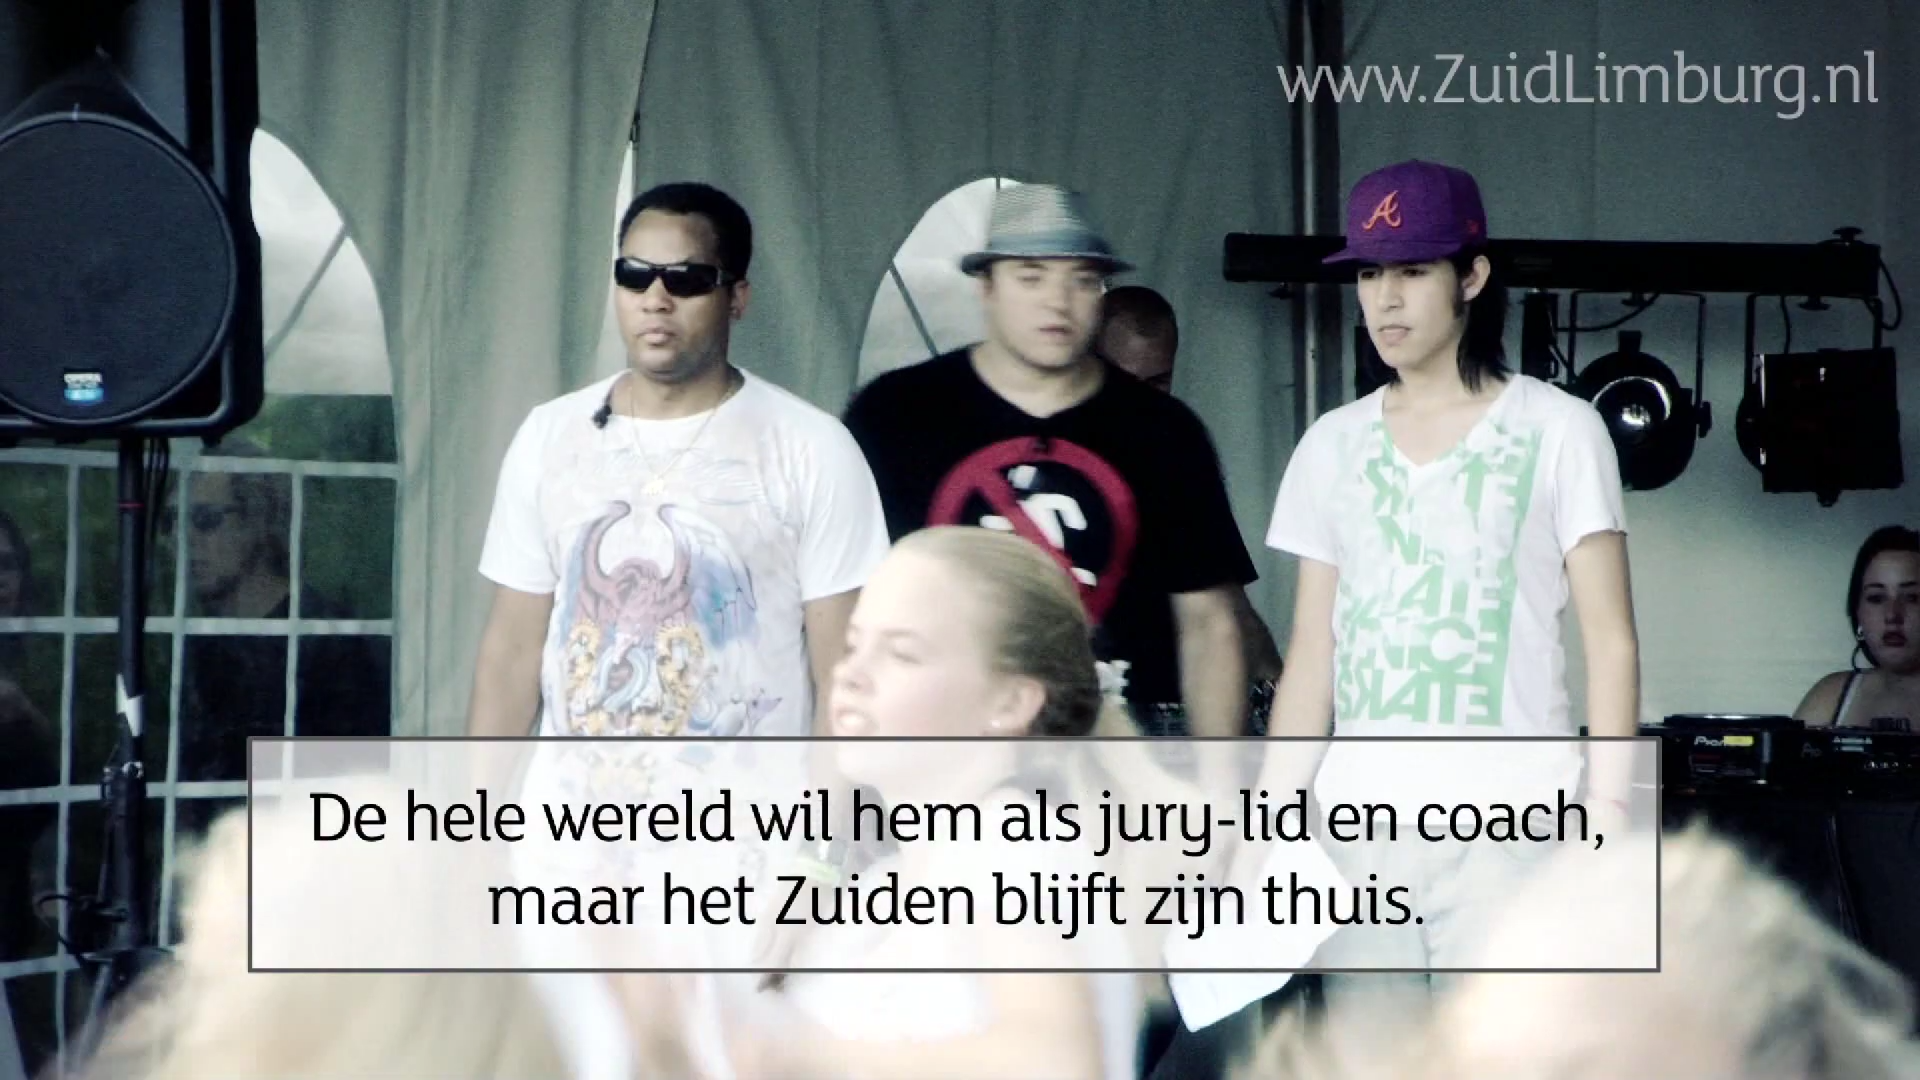 www.ZuidLimburg.nl
A
De hele wereld wil hem als jury-lid en coach,
maar het Zuiden blijft zijn thuis.